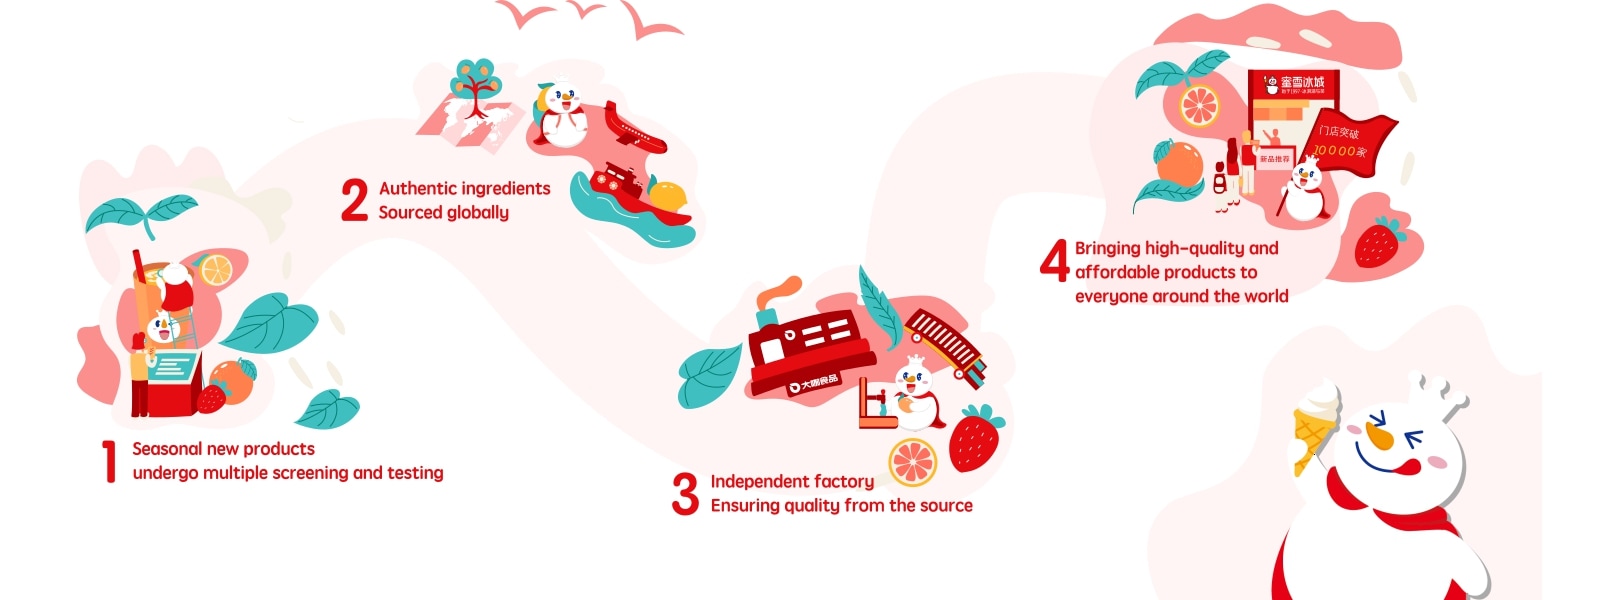 1
Seasonal new products
undergo multiple screening and testing
2
Authentic ingredients
Sourced globally
3
Independent factory
Ensuring quality from the source
大咖食品
4
Bringing high-quality and
affordable products to
everyone around the world
蜜雪冰城
门店突破
10000家
新品推荐